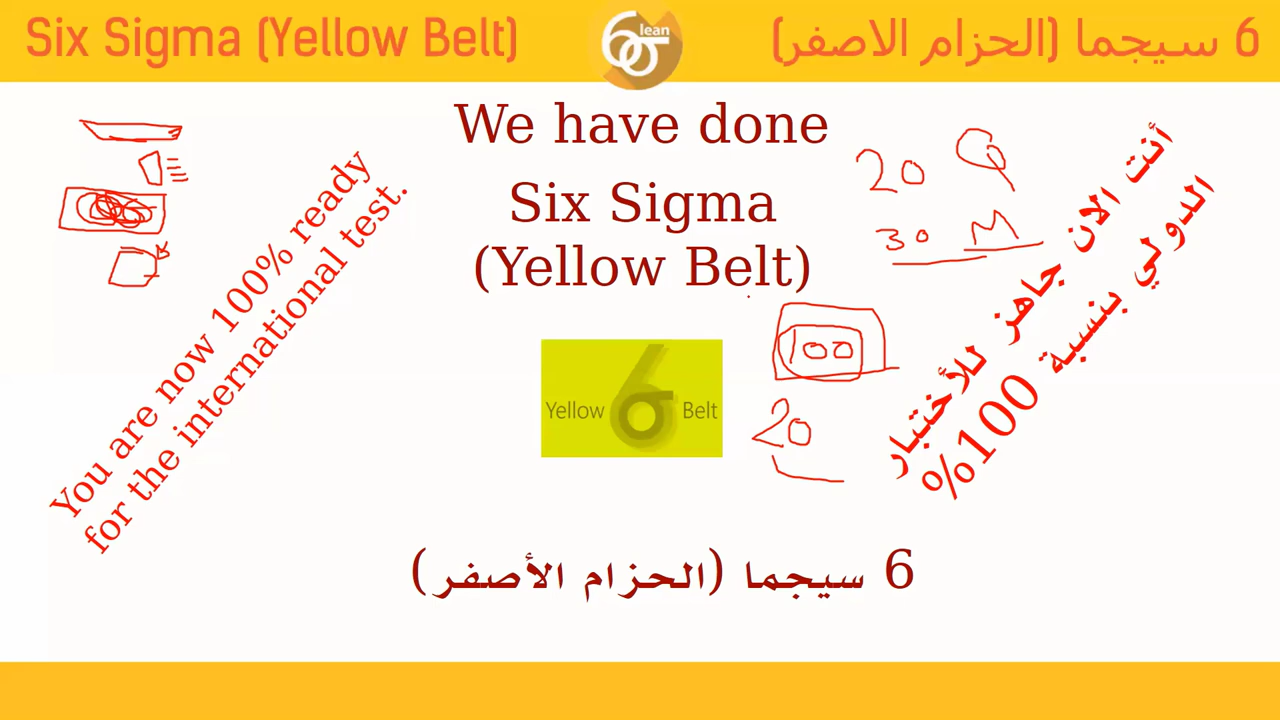 Six Sigma (Yellow Belt)
lean
6σ
6 سيجما (الحزام الاصفر)
We have done
Six Sigma
(Yellow Belt)
You are now 100% ready
for the international test.
20 Q
30 M
100
20
أنت الان جاهز للأختبار
الدولي بنسبة 100%
Yellow 6 Belt
6 سيجما (الحزام الأصفر)